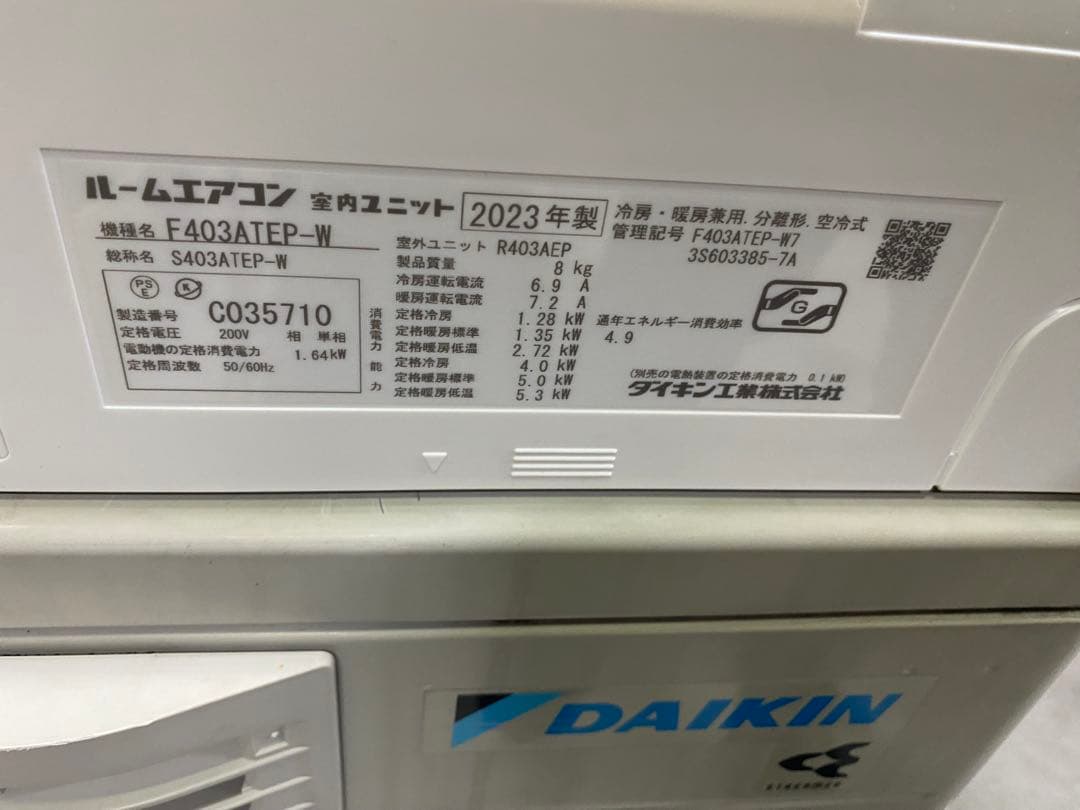 ルームエアコン 室内ユニット 2023年製 冷房・暖房兼用.分離形.空冷式
機種名 F403ATEP-W
総称名 S403ATEP-W
室外ユニット R403AEP
管理記号 F403ATEP-W7
3S603385-7A
PS
E
製造番号 C035710
定格電圧 200V 相 単相
電動機の定格消費電力 1.64kW
定格周波数 50/60Hz
製品質量 8 kg
冷房運転電流 6.9 A
暖房運転電流 7.2 A
消費電力 定格冷房 1.28 kW
定格暖房標準 1.35 kW
定格暖房低温 2.72 kW
能力 定格冷房 4.0 kW
定格暖房標準 5.0 kW
定格暖房低温 5.3 kW
通年エネルギー消費効率
4.9
G
(別売の電熱装置の定格消費電力 0.1 kW)
ダイキン工業株式会社
DAIKIN